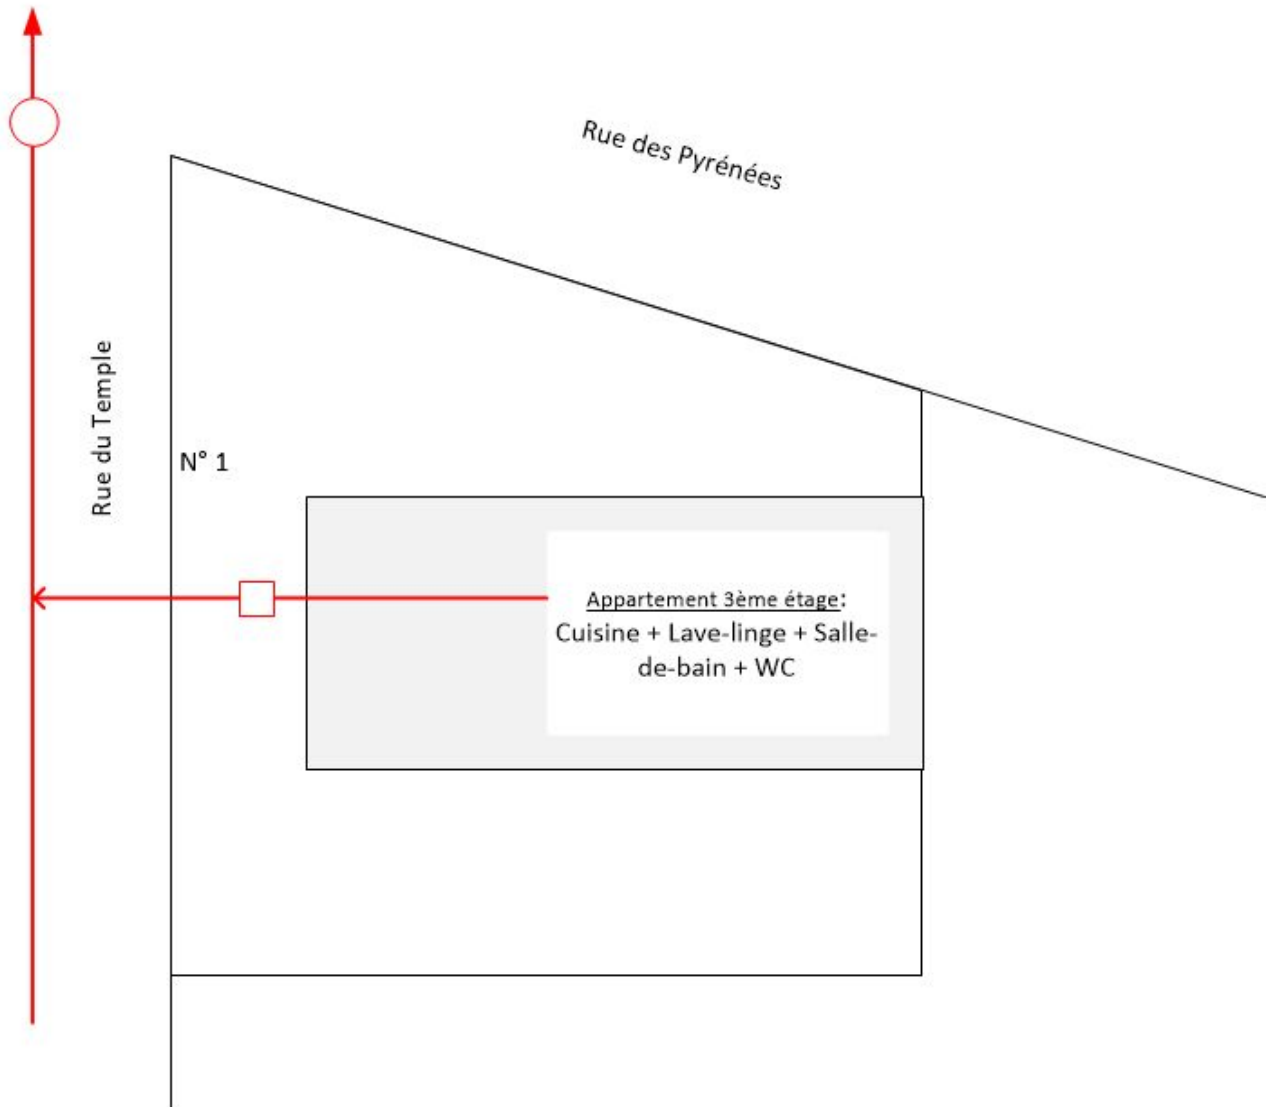 Rue des Pyrénées
Rue du Temple
N° 1
Appartement 3ème étage:
Cuisine + Lave-linge + Salle-
de-bain + WC